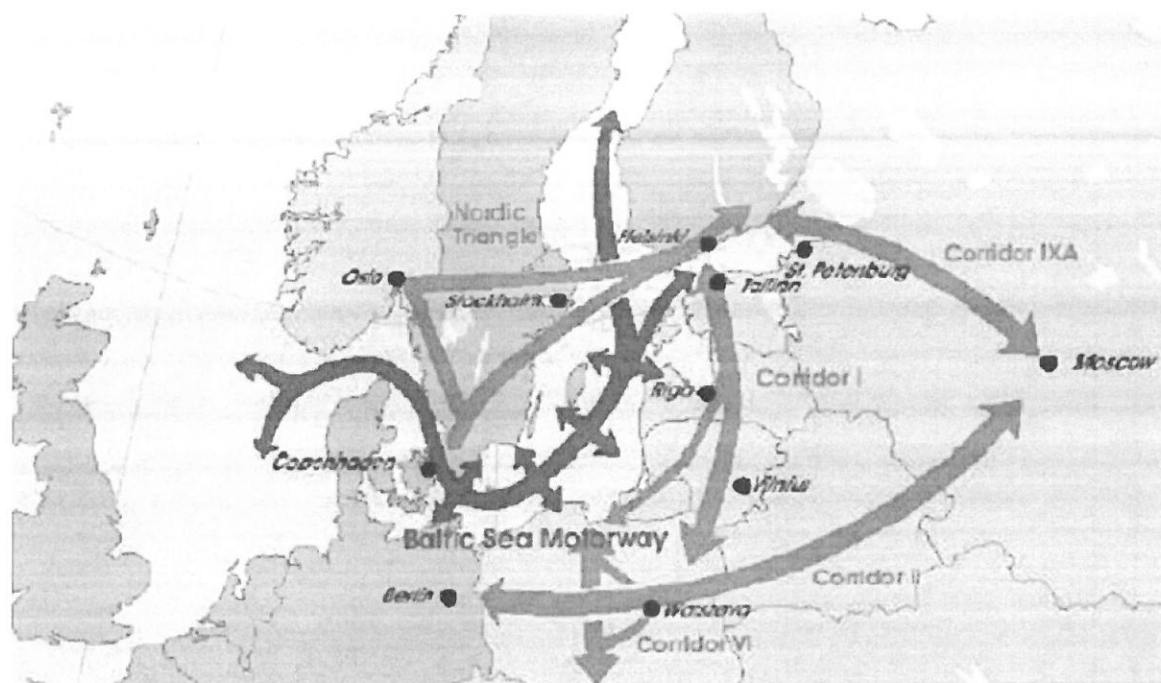 Nordic
Triangle
Helsinki
Oslo
Stockholm
St. Petersburg
Tallinn
Corridor IXA
Moscow
Riga
Corridor I
Copenhagen
Vilnius
Baltic Sea Motorway
Corridor II
Berlin
Warszawa
Corridor VI